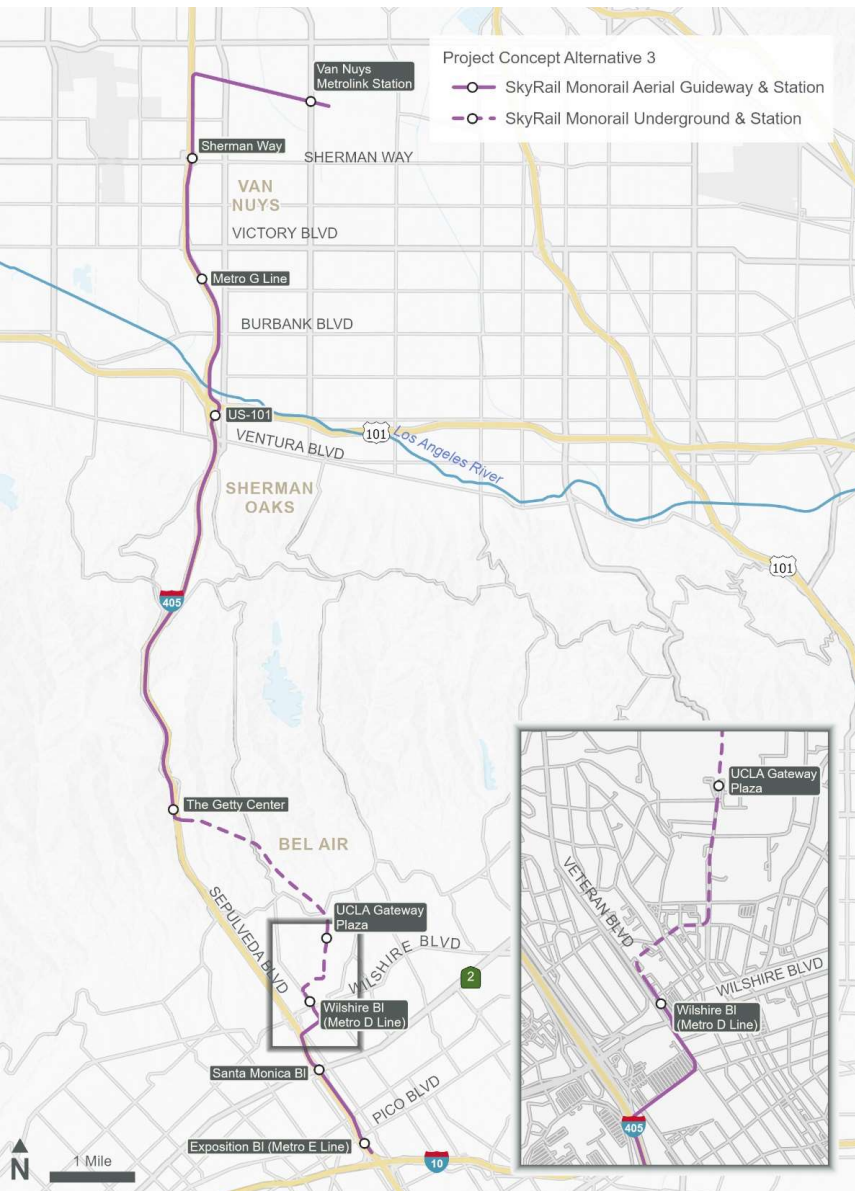 Project Concept Alternative 3
SkyRail Monorail Aerial Guideway & Station
SkyRail Monorail Underground & Station
Van Nuys
Metrolink Station
Sherman Way
SHERMAN WAY
VAN
NUYS
VICTORY BLVD
Metro G Line
BURBANK BLVD
US-101
VENTURA BLVD
101
Los Angeles River
SHERMAN
OAKS
101
405
The Getty Center
BEL AIR
SEPULVEDA BLVD
UCLA Gateway
Plaza
WILSHIRE BLVD
2
Wilshire Bl
(Metro D Line)
Santa Monica Bl
PICO BLVD
Exposition Bl (Metro E Line)
10
N
1 Mile
UCLA Gateway
Plaza
VETERAN BLVD
WILSHIRE BLVD
Wilshire Bl
(Metro D Line)
405